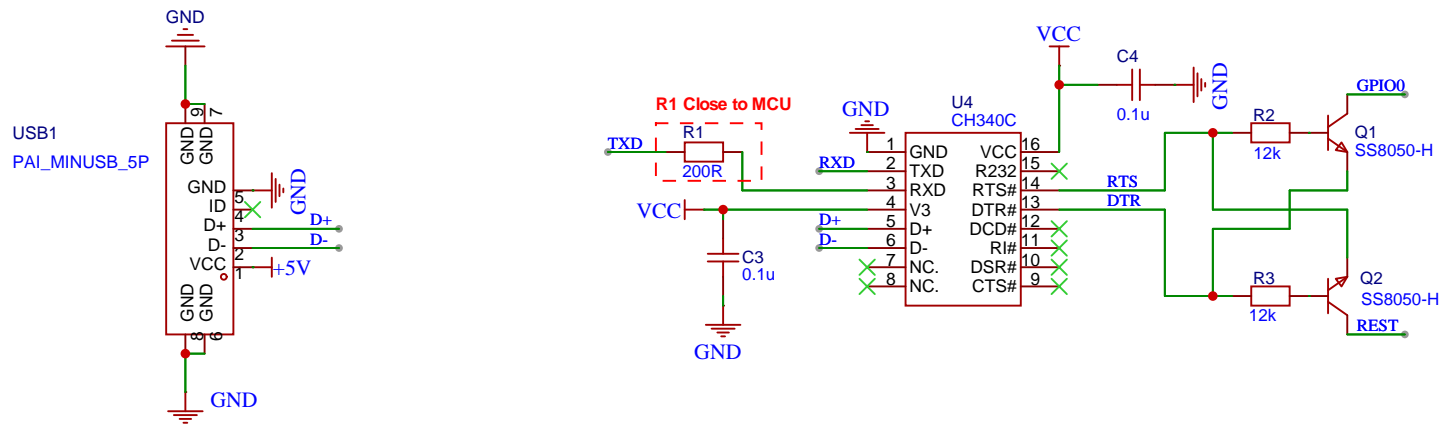 GND
USB1
PAI_MINUSB_5P
9 7
GND GND
GND 5 GND
ID 4
D+ 3 D+
D- 2 D-
VCC 1 +5V
GND GND
8 6
GND
R1 Close to MCU
TXD
R1
200R
VCC
C4
0.1u
GND
U4
CH340C
GND
1 GND VCC 16
RXD 2 TXD R232 15
3 RXD RTS# 14 RTS
VCC 4 V3 DTR# 13 DTR
D+ 5 D+ DCD# 12
D- 6 D- RI# 11
7 NC. DSR# 10
8 NC. CTS# 9
C3
0.1u
GND
GPIO0
R2
12k
Q1
SS8050-H
R3
12k
Q2
SS8050-H
REST